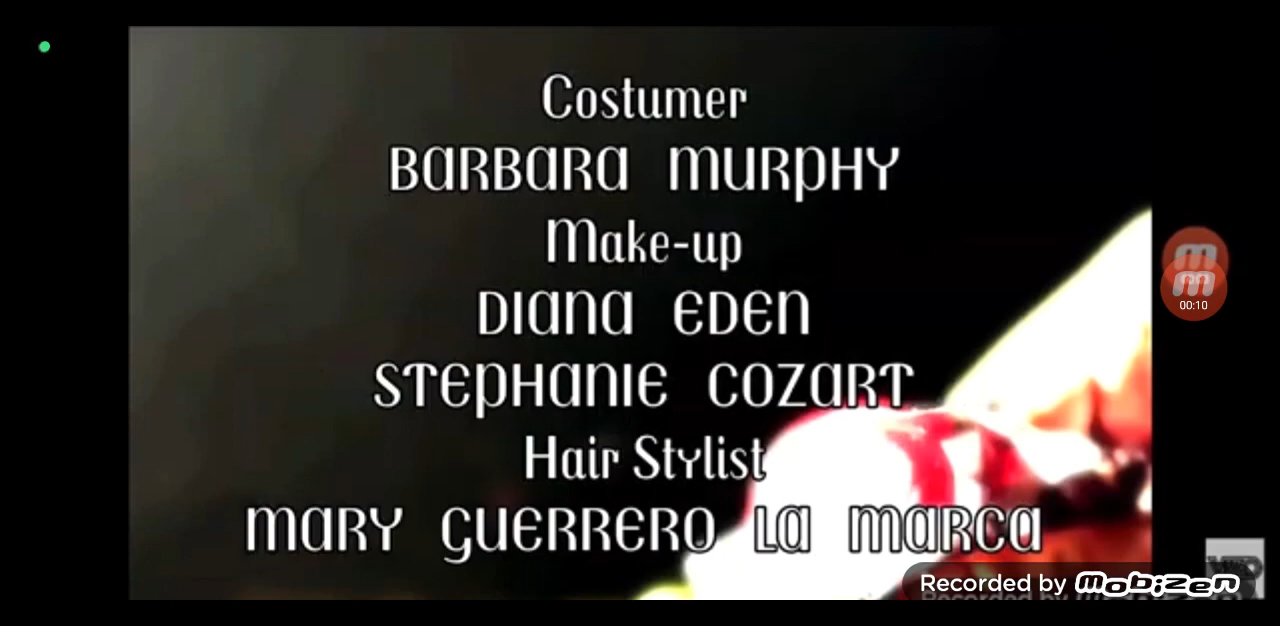 Costumer
BARBARA MURPHY
Make-up
DIANA EDEN
STEPHANIE COZART
Hair Stylist
MARY GUERRERO LA MARCA
00:10
Recorded by Mobizen